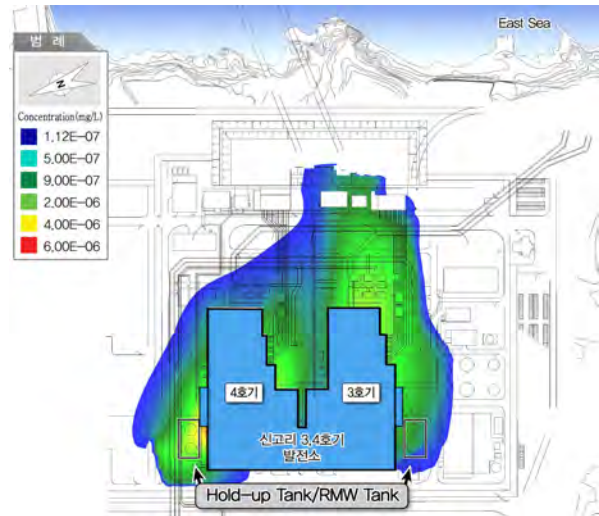 East Sea
범 례
N
Concentration(mg/L)
1.12E-07
5.00E-07
9.00E-07
2.00E-06
4.00E-06
6.00E-06
4호기
3호기
신고리 3,4호기
발전소
Hold-up Tank/RMW Tank